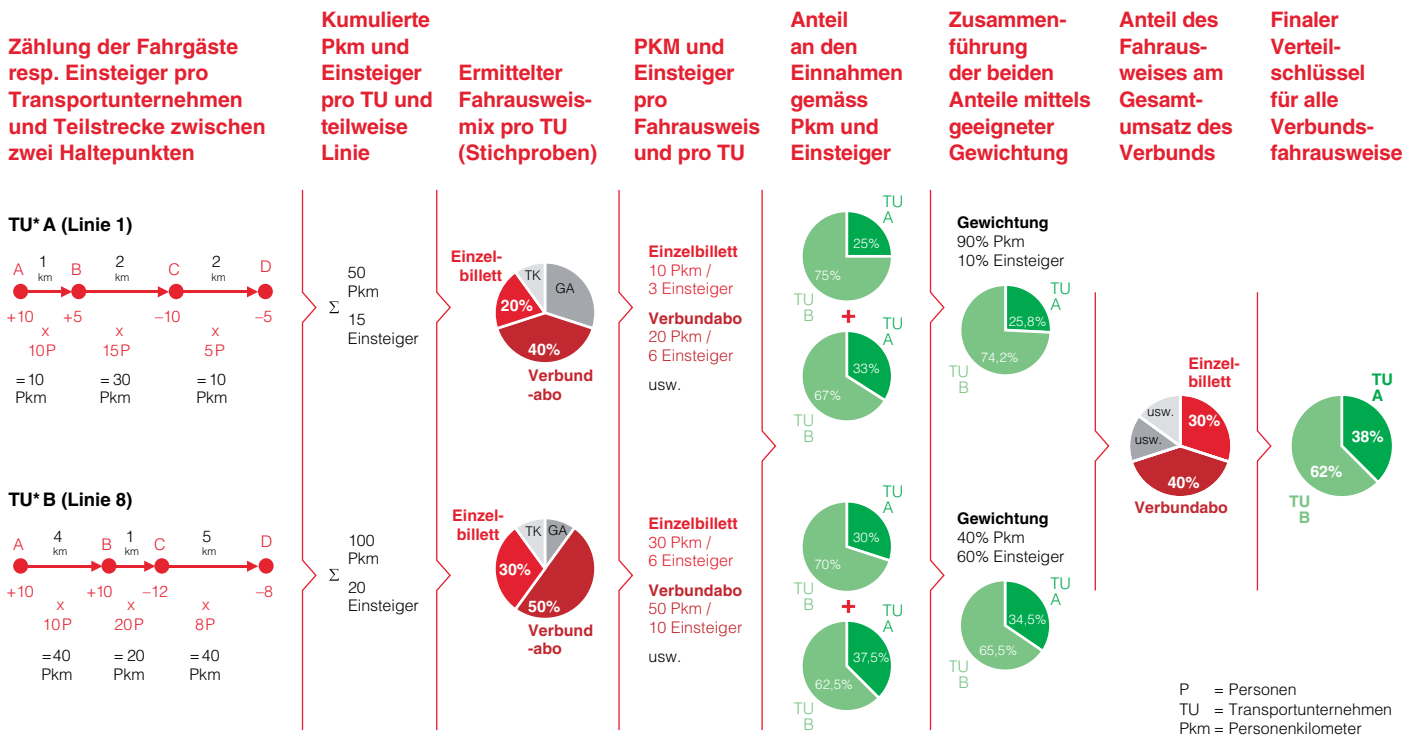 Zählung der Fahrgäste
resp. Einsteiger pro
Transportunternehmen
und Teilstrecke zwischen
zwei Haltepunkten
Kumulierte
Pkm und
Einsteiger
pro TU und
teilweise
Linie
Ermittelter
Fahrausweis-
mix pro TU
(Stichproben)
PKM und
Einsteiger
pro
Fahrausweis
und pro TU
Anteil
an den
Einnahmen
gemäss
Pkm und
Einsteiger
Zusammen-
führung
der beiden
Anteile mittels
geeigneter
Gewichtung
Anteil des
Fahraus-
weises am
Gesamt-
umsatz des
Verbunds
Finaler
Verteil-
schlüssel
für alle
Verbunds-
fahrausweise
TU* A (Linie 1)
A 1 B 2 C 2 D
km km km
+10 +5 −10 −5
x x x
10 P 15 P 5 P
= 10 = 30 = 10
Pkm Pkm Pkm
50
Pkm
Σ
15
Einsteiger
Einzel-
billett
TK
GA
20%
40%
Verbund
-abo
Einzelbillett
10 Pkm /
3 Einsteiger
Verbundabo
20 Pkm /
6 Einsteiger
usw.
TU
A
25%
75%
TU
B
+
TU
A
33%
67%
TU
B
Gewichtung
90% Pkm
10% Einsteiger
TU
A
25,8%
74,2%
TU
B
TU* B (Linie 8)
A 4 B 1 C 5 D
km km km
+10 +10 −12 −8
x x x
10 P 20 P 8 P
= 40 = 20 = 40
Pkm Pkm Pkm
100
Pkm
Σ
20
Einsteiger
Einzel-
billett
TK
GA
30%
50%
Verbund
-abo
Einzelbillett
30 Pkm /
6 Einsteiger
Verbundabo
50 Pkm /
10 Einsteiger
usw.
TU
A
30%
70%
TU
B
+
TU
A
37,5%
62,5%
TU
B
Gewichtung
40% Pkm
60% Einsteiger
TU
A
34,5%
65,5%
TU
B
Einzel-
billett
usw.
30%
usw.
40%
Verbundabo
TU
A
38%
62%
TU
B
P = Personen
TU = Transportunternehmen
Pkm = Personenkilometer